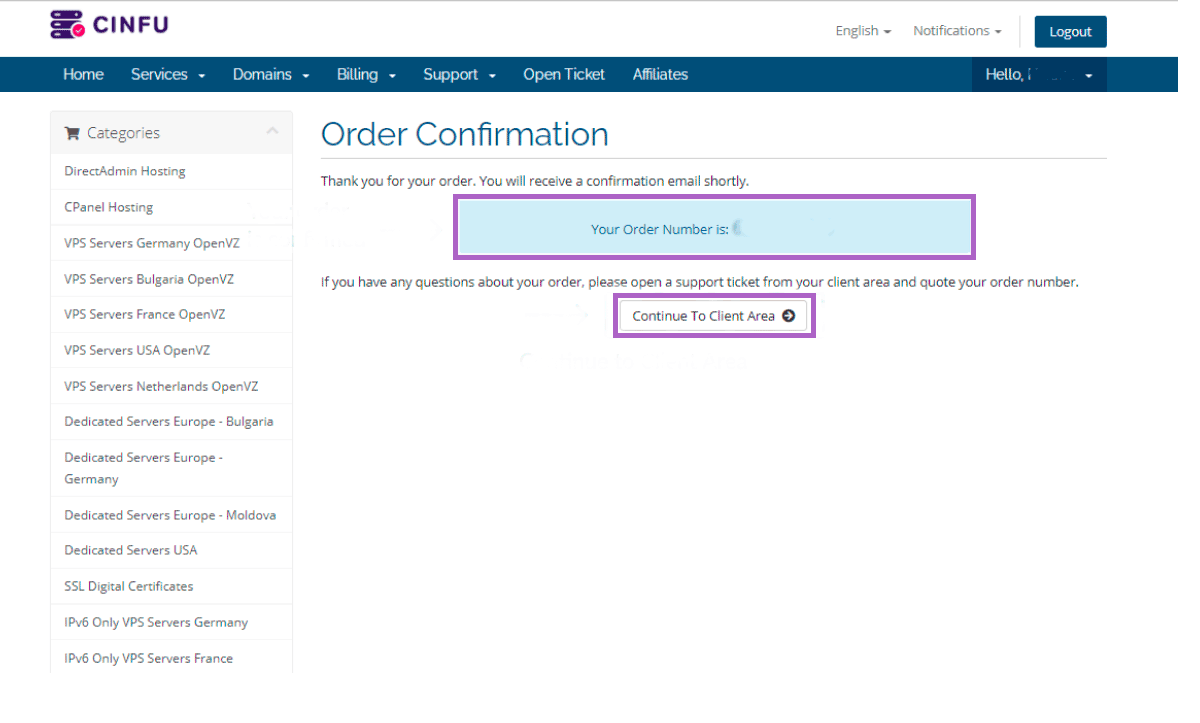 CINFU
English
Notifications
Logout
Home
Services
Domains
Billing
Support
Open Ticket
Affiliates
Hello,
Categories
DirectAdmin Hosting
CPanel Hosting
VPS Servers Germany OpenVZ
VPS Servers Bulgaria OpenVZ
VPS Servers France OpenVZ
VPS Servers USA OpenVZ
VPS Servers Netherlands OpenVZ
Dedicated Servers Europe - Bulgaria
Dedicated Servers Europe -
Germany
Dedicated Servers Europe - Moldova
Dedicated Servers USA
SSL Digital Certificates
IPv6 Only VPS Servers Germany
IPv6 Only VPS Servers France
Order Confirmation
Thank you for your order. You will receive a confirmation email shortly.
Your Order Number is:
If you have any questions about your order, please open a support ticket from your client area and quote your order number.
Continue To Client Area